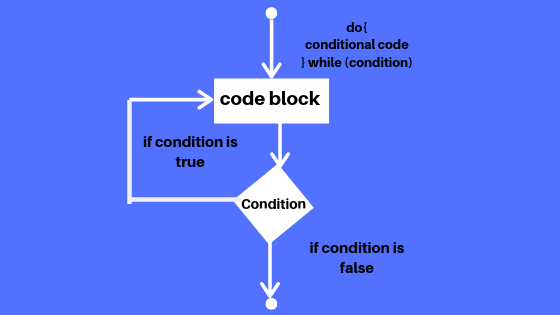 do{
conditional code
} while (condition)
code block
if condition is
true
Condition
if condition is
false